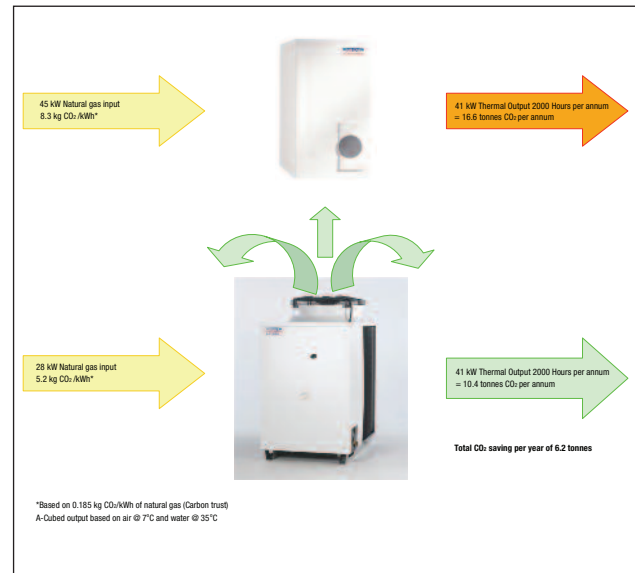 45 kW Natural gas input
8.3 kg CO₂ /kWh*
41 kW Thermal Output 2000 Hours per annum
= 16.6 tonnes CO₂ per annum
28 kW Natural gas input
5.2 kg CO₂ /kWh*
41 kW Thermal Output 2000 Hours per annum
= 10.4 tonnes CO₂ per annum
Total CO₂ saving per year of 6.2 tonnes
*Based on 0.185 kg CO₂/kWh of natural gas (Carbon trust)
A-Cubed output based on air @ 7°C and water @ 35°C